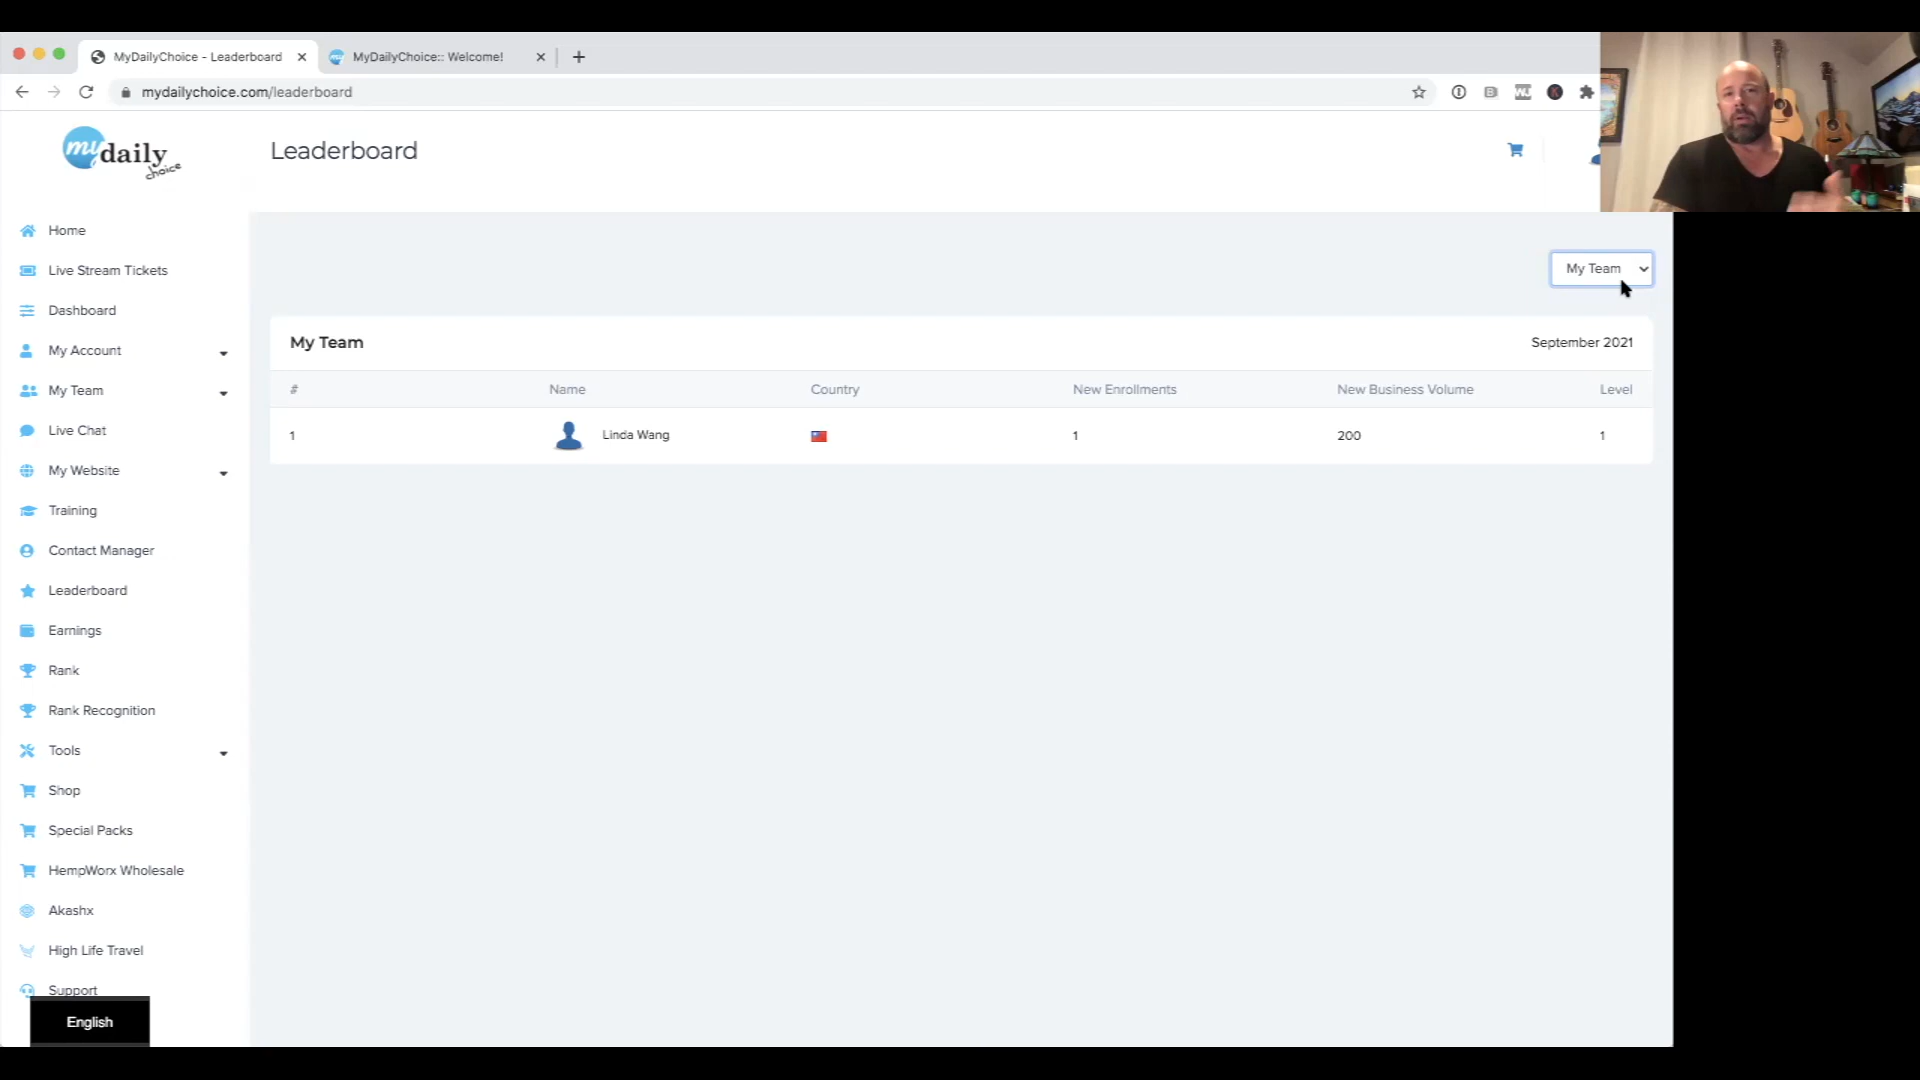 MyDailyChoice - Leaderboard
MyDailyChoice:: Welcome!
mydailychoice.com/leaderboard
my daily choice
Leaderboard
Home
Live Stream Tickets
Dashboard
My Account
My Team
Live Chat
My Website
Training
Contact Manager
Leaderboard
Earnings
Rank
Rank Recognition
Tools
Shop
Special Packs
HempWorx Wholesale
Akashx
High Life Travel
Support
English
My Team
My Team
September 2021
# Name Country New Enrollments New Business Volume Level
1 Linda Wang 1 200 1